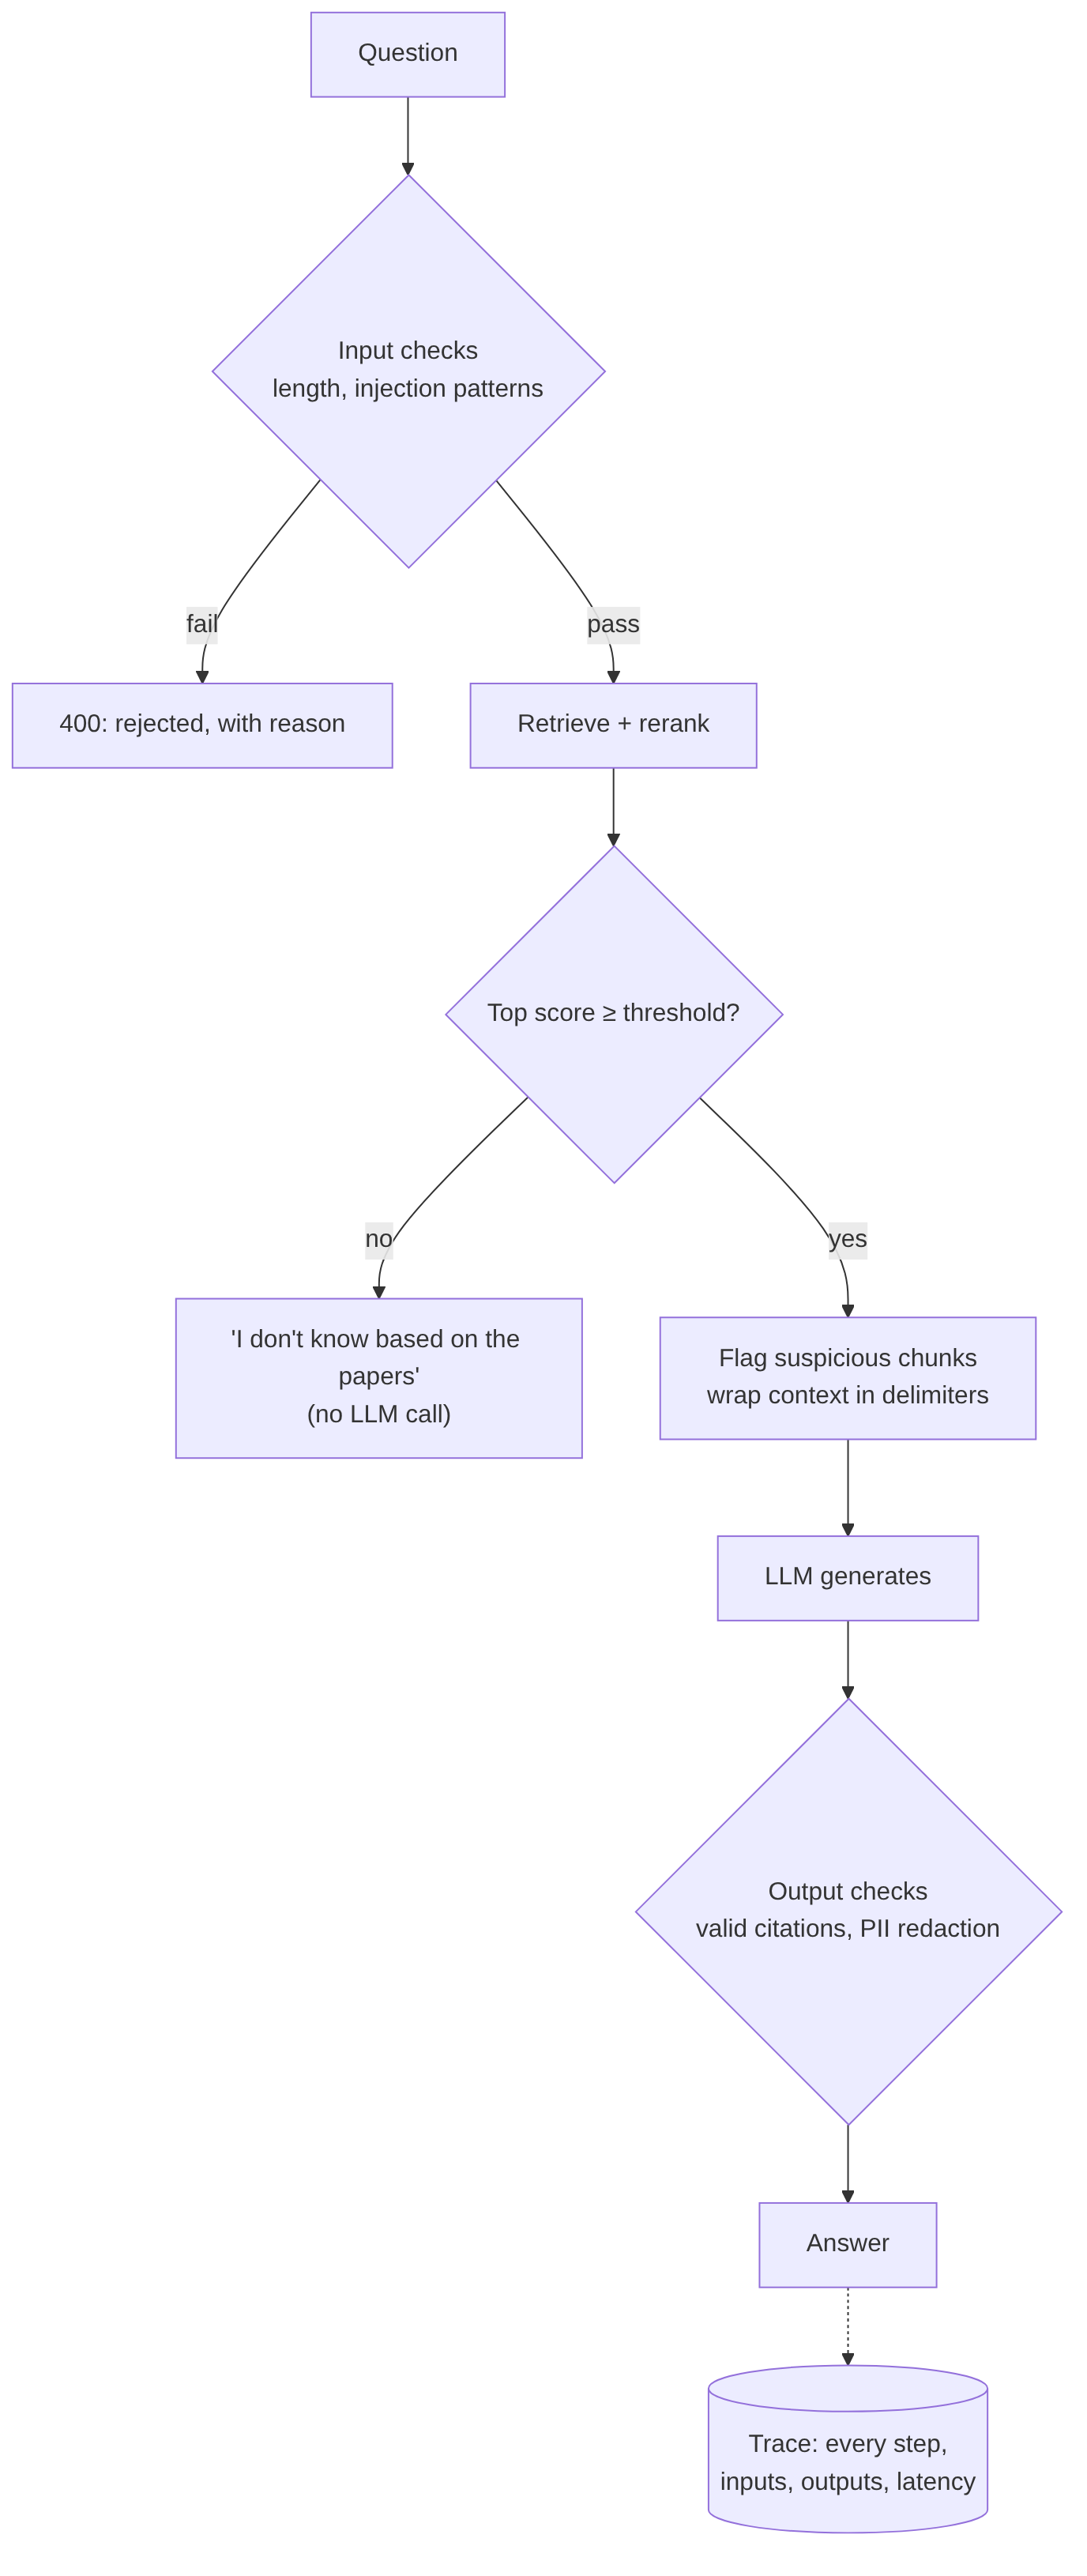 Question
Input checks
length, injection patterns
fail
pass
400: rejected, with reason
Retrieve + rerank
Top score ≥ threshold?
no
yes
'I don't know based on the
papers'
(no LLM call)
Flag suspicious chunks
wrap context in delimiters
LLM generates
Output checks
valid citations, PII redaction
Answer
Trace: every step,
inputs, outputs, latency